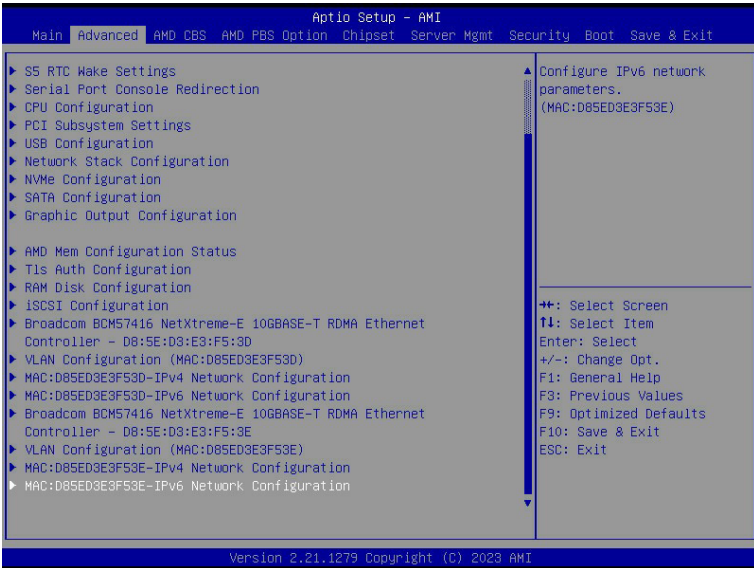 Aptio Setup – AMI
Main Advanced AMD CBS AMD PBS Option Chipset Server Mgmt Security Boot Save & Exit
S5 RTC Wake Settings
Serial Port Console Redirection
CPU Configuration
PCI Subsystem Settings
USB Configuration
Network Stack Configuration
NVMe Configuration
SATA Configuration
Graphic Output Configuration
AMD Mem Configuration Status
Tls Auth Configuration
RAM Disk Configuration
iSCSI Configuration
Broadcom BCM57416 NetXtreme-E 10GBASE-T RDMA Ethernet
Controller – D8:5E:D3:E3:F5:3D
VLAN Configuration (MAC:D85ED3E3F53D)
MAC:D85ED3E3F53D-IPv4 Network Configuration
MAC:D85ED3E3F53D-IPv6 Network Configuration
Broadcom BCM57416 NetXtreme-E 10GBASE-T RDMA Ethernet
Controller – D8:5E:D3:E3:F5:3E
VLAN Configuration (MAC:D85ED3E3F53E)
MAC:D85ED3E3F53E-IPv4 Network Configuration
MAC:D85ED3E3F53E-IPv6 Network Configuration
Configure IPv6 network
parameters.
(MAC:D85ED3E3F53E)
→←: Select Screen
↑↓: Select Item
Enter: Select
+/-: Change Opt.
F1: General Help
F3: Previous Values
F9: Optimized Defaults
F10: Save & Exit
ESC: Exit
Version 2.21.1279 Copyright (C) 2023 AMI